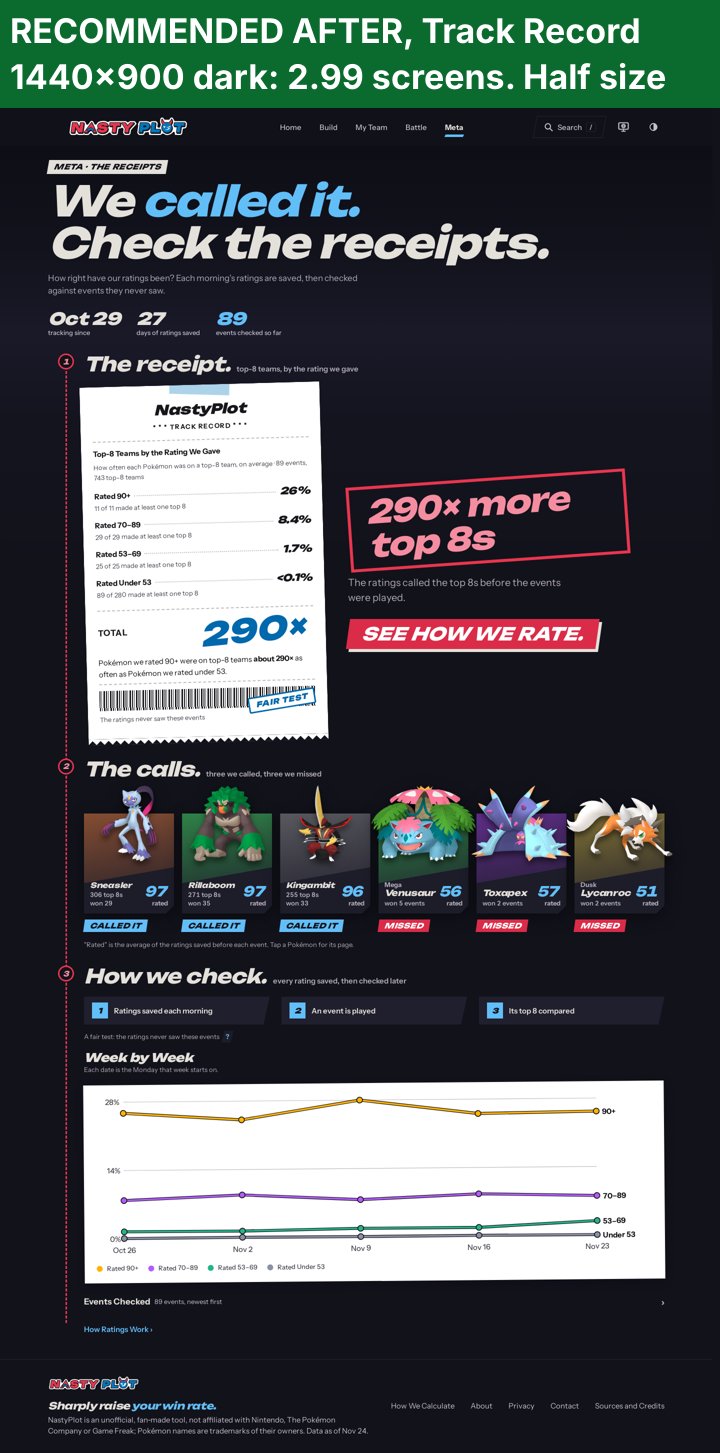 RECOMMENDED AFTER, Track Record
1440×900 dark: 2.99 screens. Half size
NASTY PLOT
Home Build My Team Battle Meta
Search /
META · THE RECEIPTS
We called it.
Check the receipts.
How right have our ratings been? Each morning's ratings are saved, then checked
against events they never saw.
Oct 29 27 89
tracking since days of ratings saved events checked so far
1 The receipt. top-8 teams, by the rating we gave
NastyPlot
*** TRACK RECORD ***
Top-8 Teams by the Rating We Gave
How often each Pokémon was on a top-8 team, on average · 89 events,
743 top-8 teams
Rated 90+ 26%
11 of 11 made at least one top 8
Rated 70–89 8.4%
29 of 29 made at least one top 8
Rated 53–69 1.7%
25 of 25 made at least one top 8
Rated Under 53 <0.1%
89 of 280 made at least one top 8
TOTAL 290×
Pokémon we rated 90+ were on top-8 teams about 290× as
often as Pokémon we rated under 53.
FAIR TEST
The ratings never saw these events
290× more
top 8s
The ratings called the top 8s before the events
were played.
SEE HOW WE RATE.
2 The calls. three we called, three we missed
Sneasler 97
306 top 8s
won 29 rated
CALLED IT
Rillaboom 97
271 top 8s
won 35 rated
CALLED IT
Kingambit 96
255 top 8s
won 33 rated
CALLED IT
Mega
Venusaur 56
won 5 events rated
MISSED
Toxapex 57
won 2 events rated
MISSED
Dusk
Lycanroc 51
won 2 events rated
MISSED
"Rated" is the average of the ratings saved before each event. Tap a Pokémon for its page.
3 How we check. every rating saved, then checked later
1 Ratings saved each morning
2 An event is played
3 Its top 8 compared
A fair test: the ratings never saw these events ?
Week by Week
Each date is the Monday that week starts on.
28%
90+
14%
70–89
53–69
Under 53
0%
Oct 26 Nov 2 Nov 9 Nov 16 Nov 23
Rated 90+ Rated 70–89 Rated 53–69 Rated Under 53
Events Checked 89 events, newest first ›
How Ratings Work ›
NASTY PLOT
Sharply raise your win rate.
NastyPlot is an unofficial, fan-made tool, not affiliated with Nintendo, The Pokémon
Company or Game Freak; Pokémon names are trademarks of their owners. Data as of Nov 24.
How We Calculate About Privacy Contact Sources and Credits